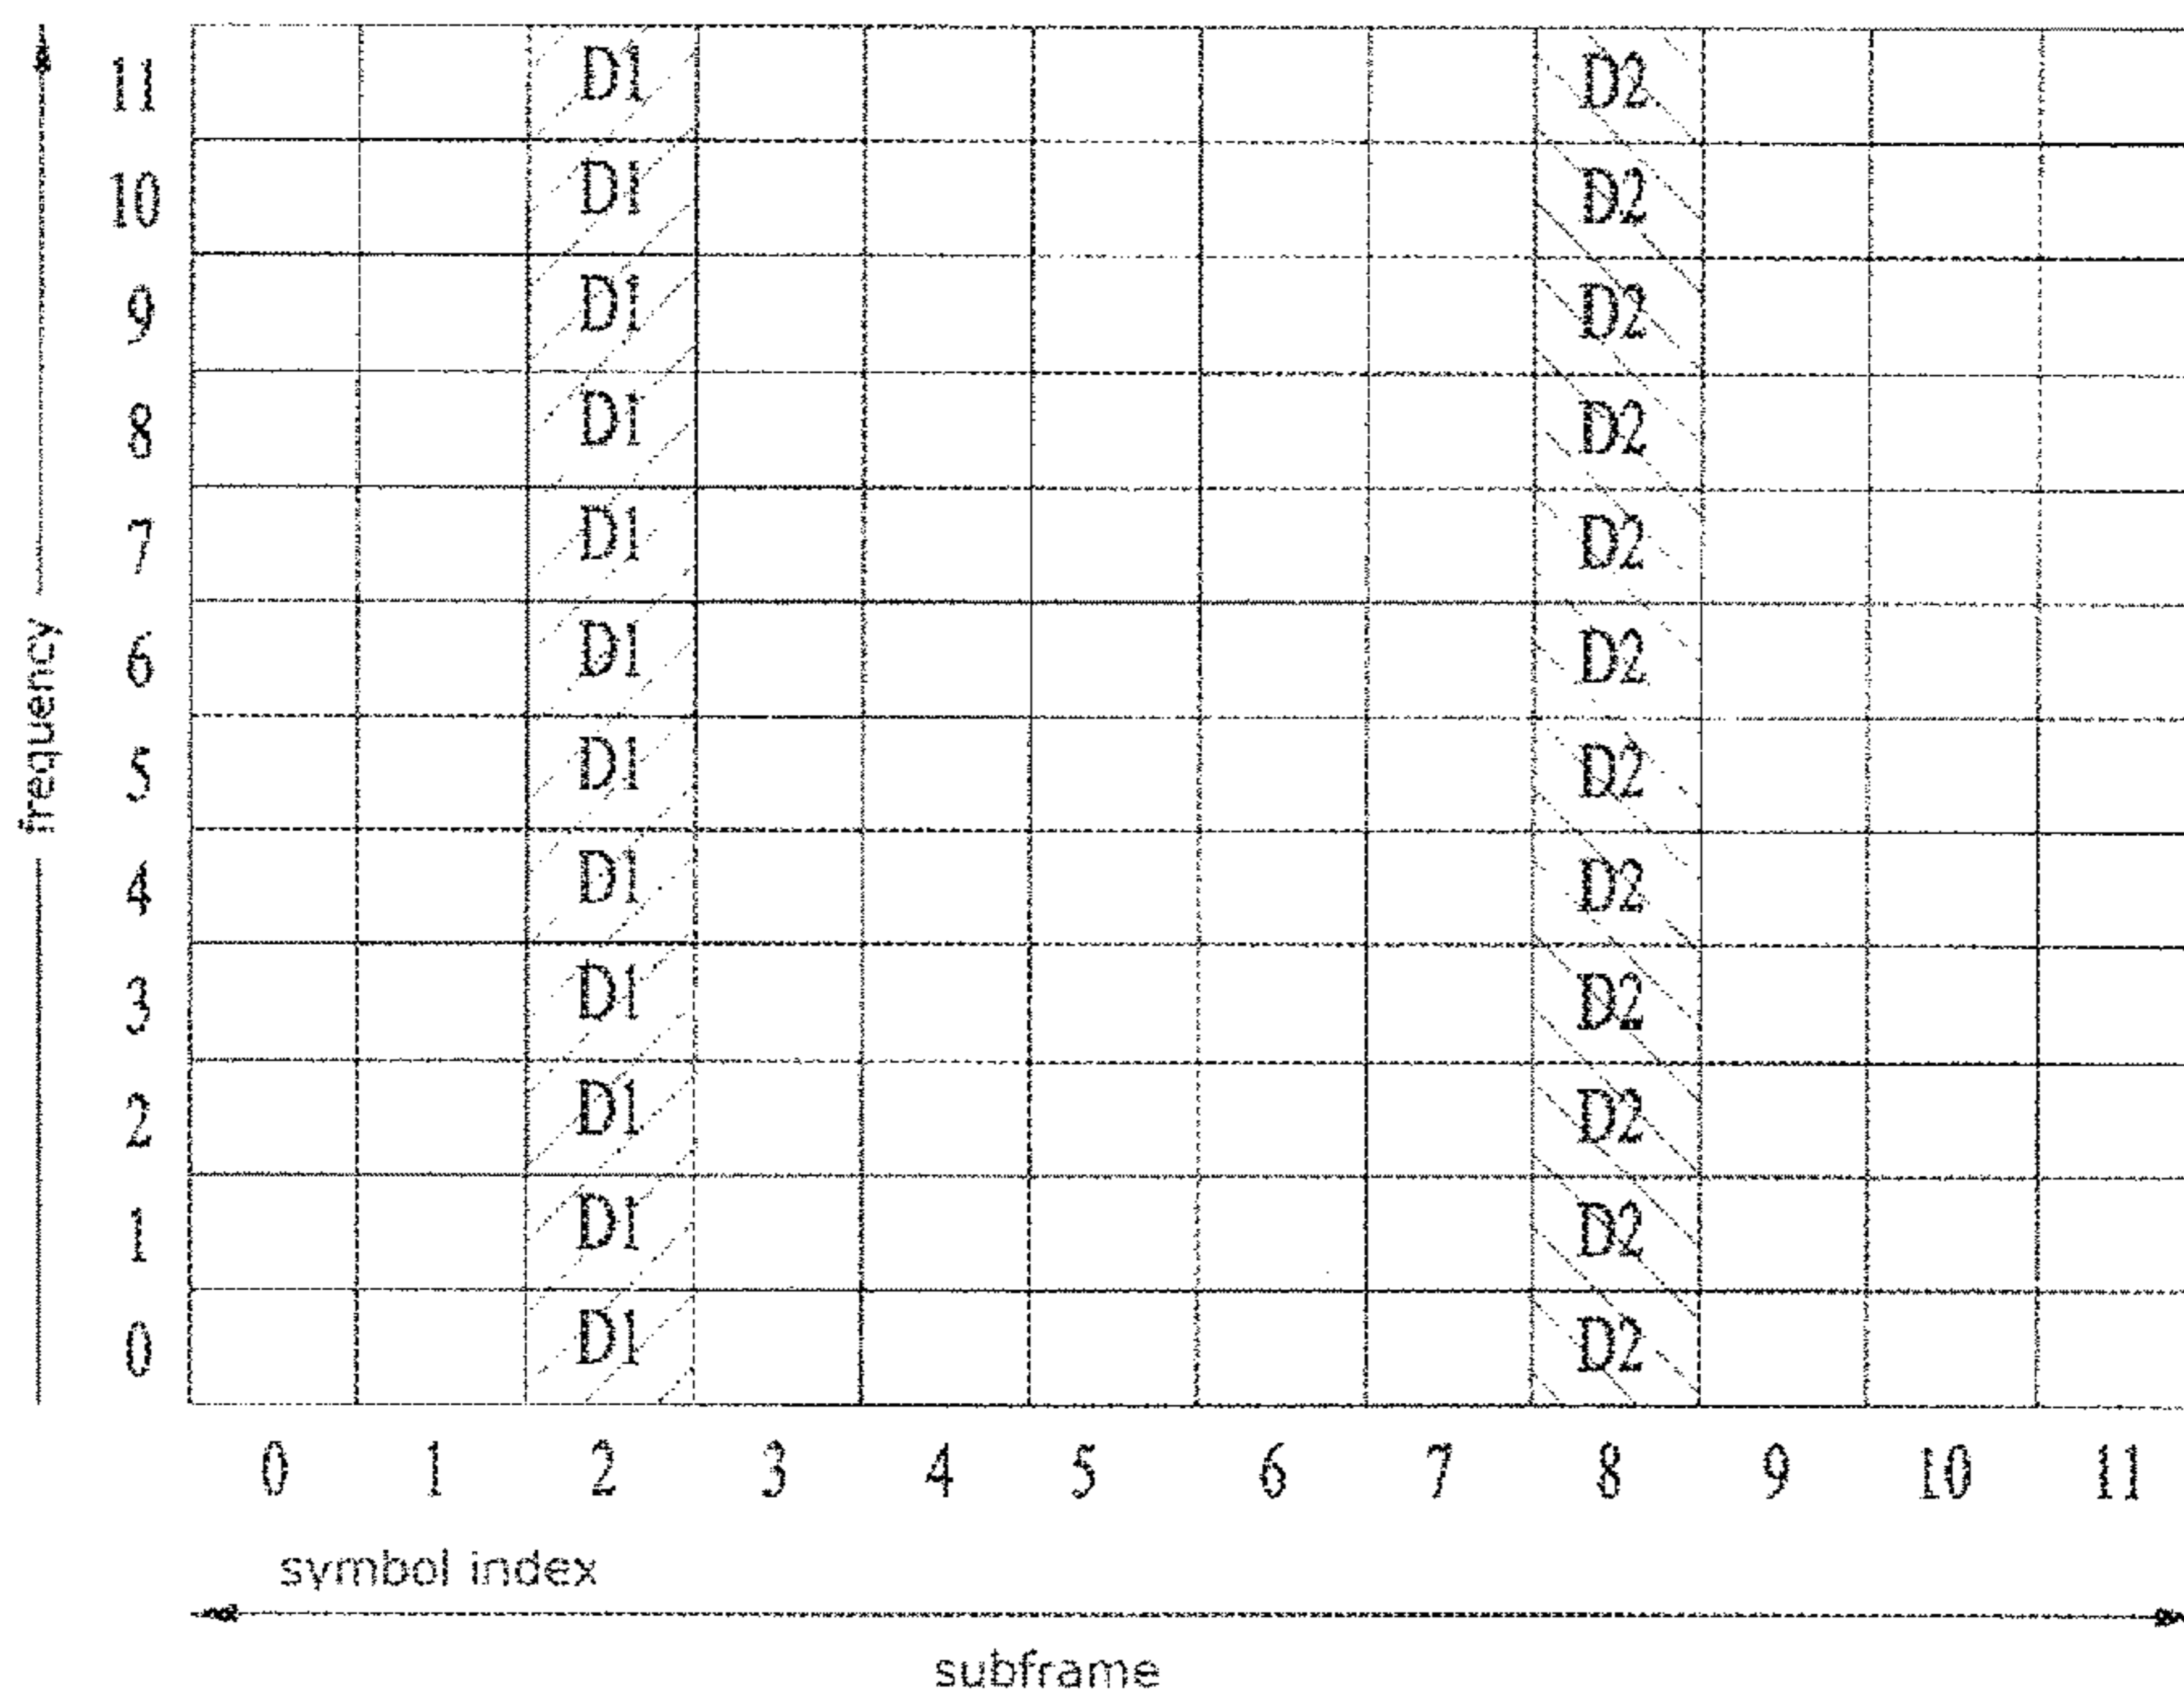 11 D1 D2
10 D1 D2
9 D1 D2
8 D1 D2
7 D1 D2
6 D1 D2
5 D1 D2
4 D1 D2
3 D1 D2
2 D1 D2
1 D1 D2
0 D1 D2
frequency
0 1 2 3 4 5 6 7 8 9 10 11
symbol index
subframe